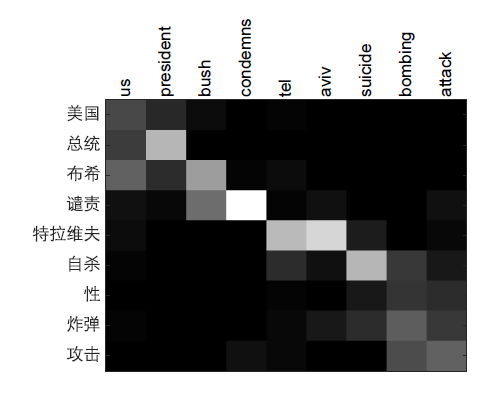 us
president
bush
condemns
tel
aviv
suicide
bombing
attack
美国
总统
布希
谴责
特拉维夫
自杀
性
炸弹
攻击